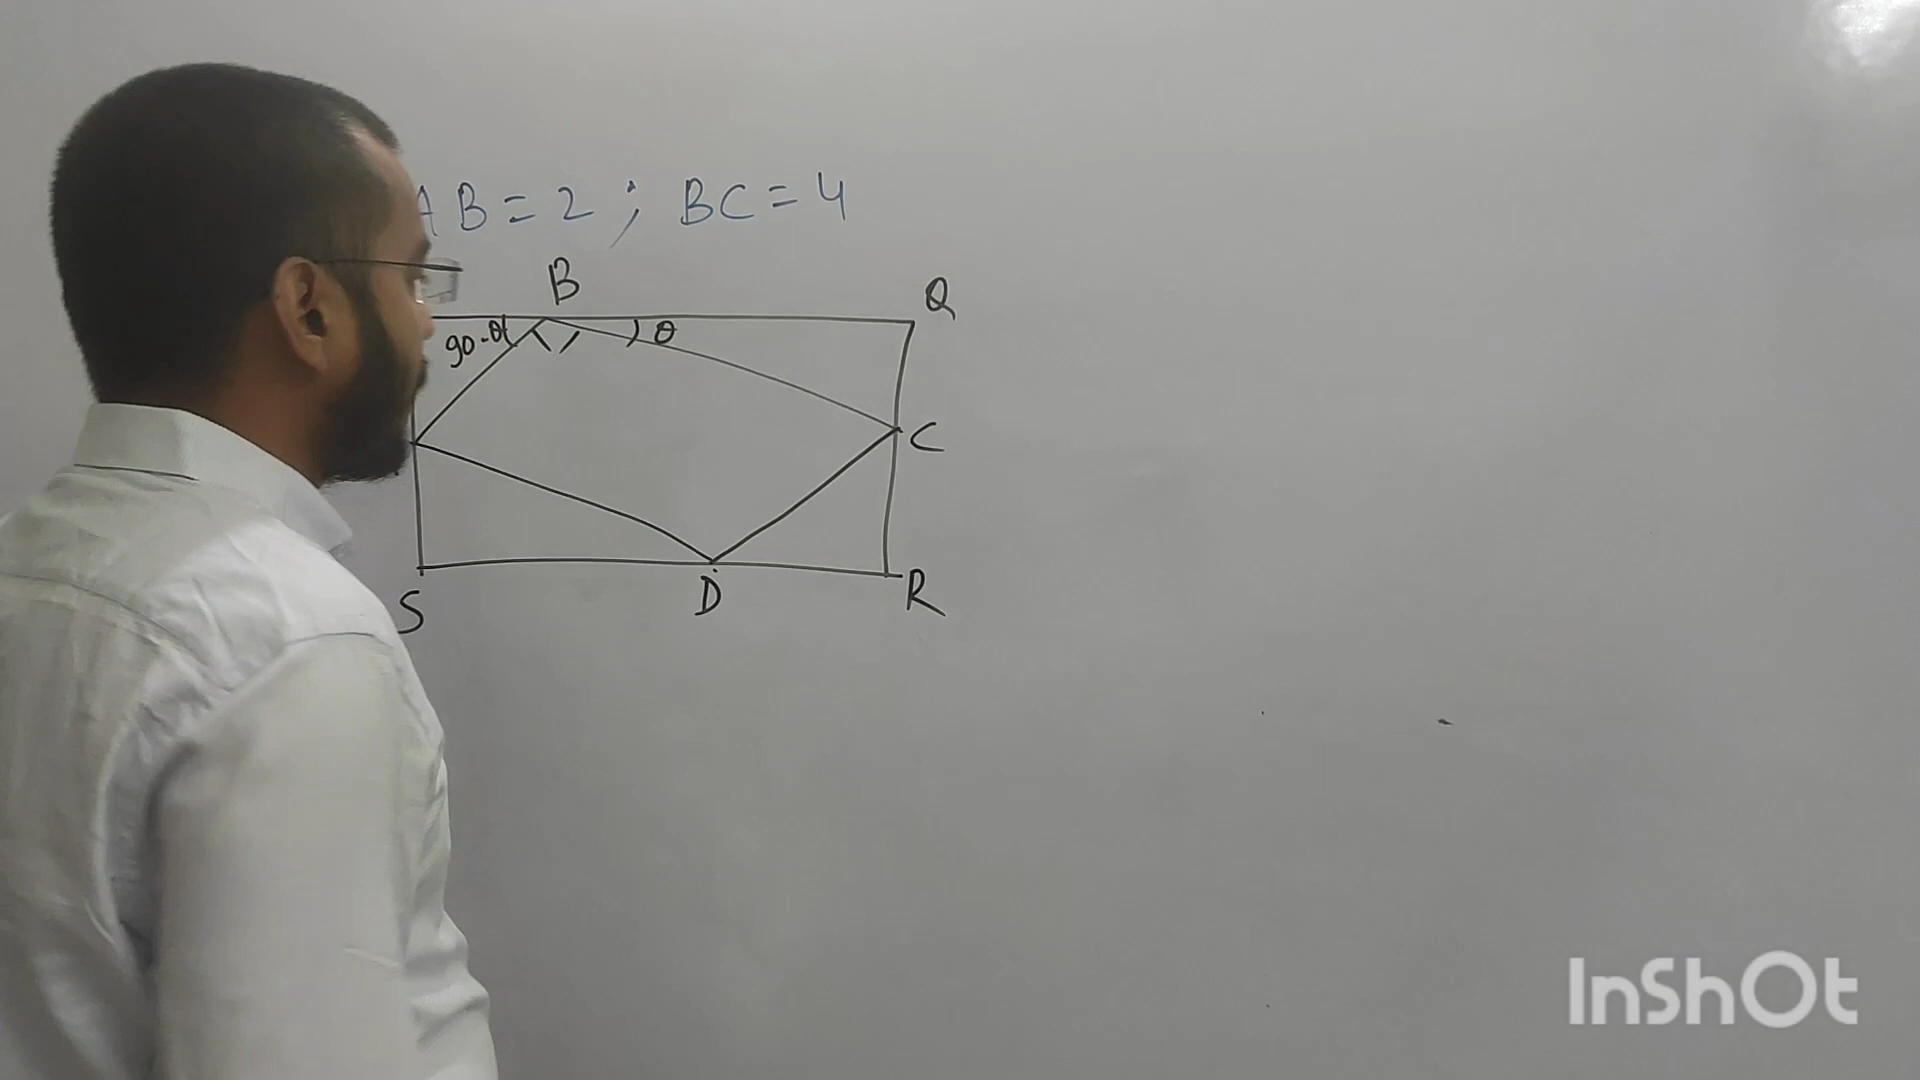 AB = 2 ; BC = 4
B
Q
90-θ
θ
C
S
D
R
InShOt